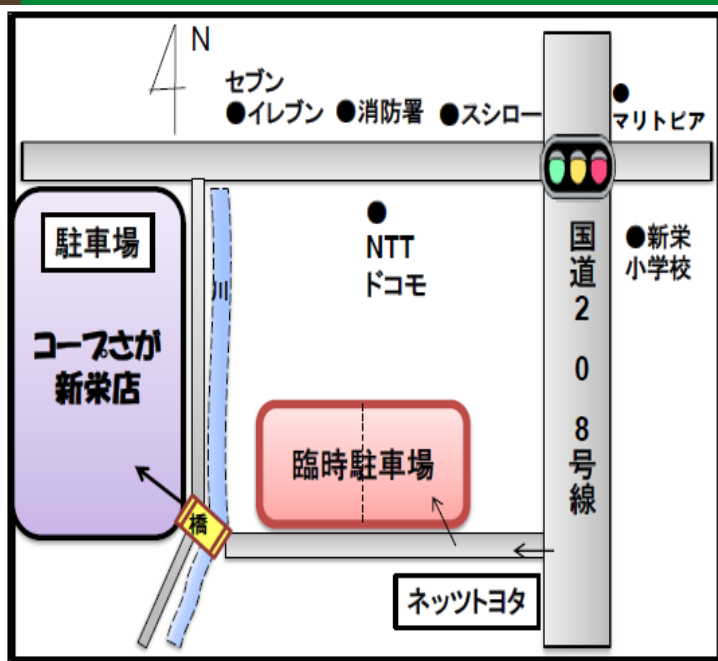 N
セブン
●イレブン
●消防署
●スシロー
●
マリトピア
駐車場
コープさが
新栄店
川
●
NTT
ドコモ
国道208号線
●新栄
小学校
臨時駐車場
橋
ネッツトヨタ